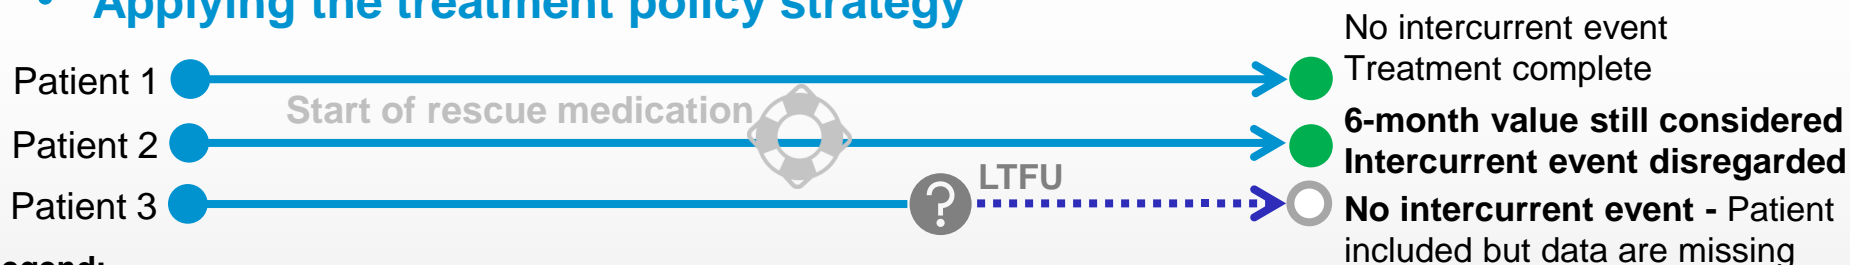 • Applying the treatment policy strategy
No intercurrent event
Patient 1
Treatment complete
Start of rescue medication
6-month value still considered
Patient 2
Intercurrent event disregarded
LTFU
?
Patient 3
No intercurrent event - Patient
included but data are missing